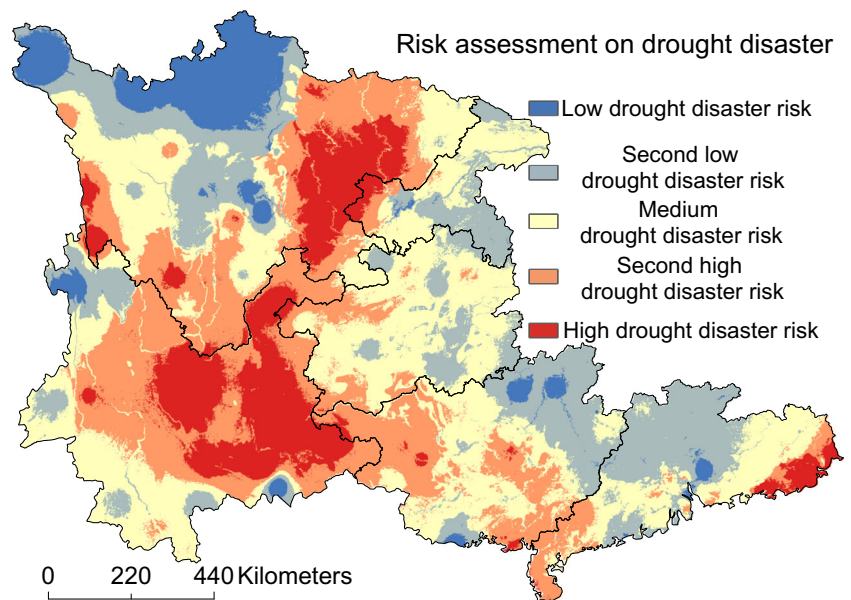 Risk assessment on drought disaster
Low drought disaster risk
Second low
drought disaster risk
Medium
drought disaster risk
Second high
drought disaster risk
High drought disaster risk
0 220 440 Kilometers